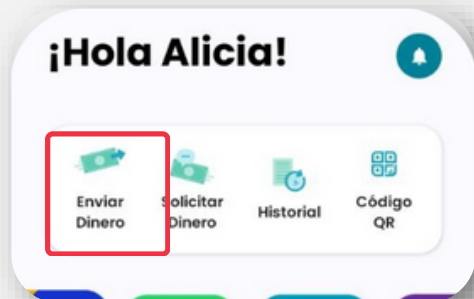 ¡Hola Alicia!
Enviar
Dinero
Solicitar
Dinero
Historial
Código
QR